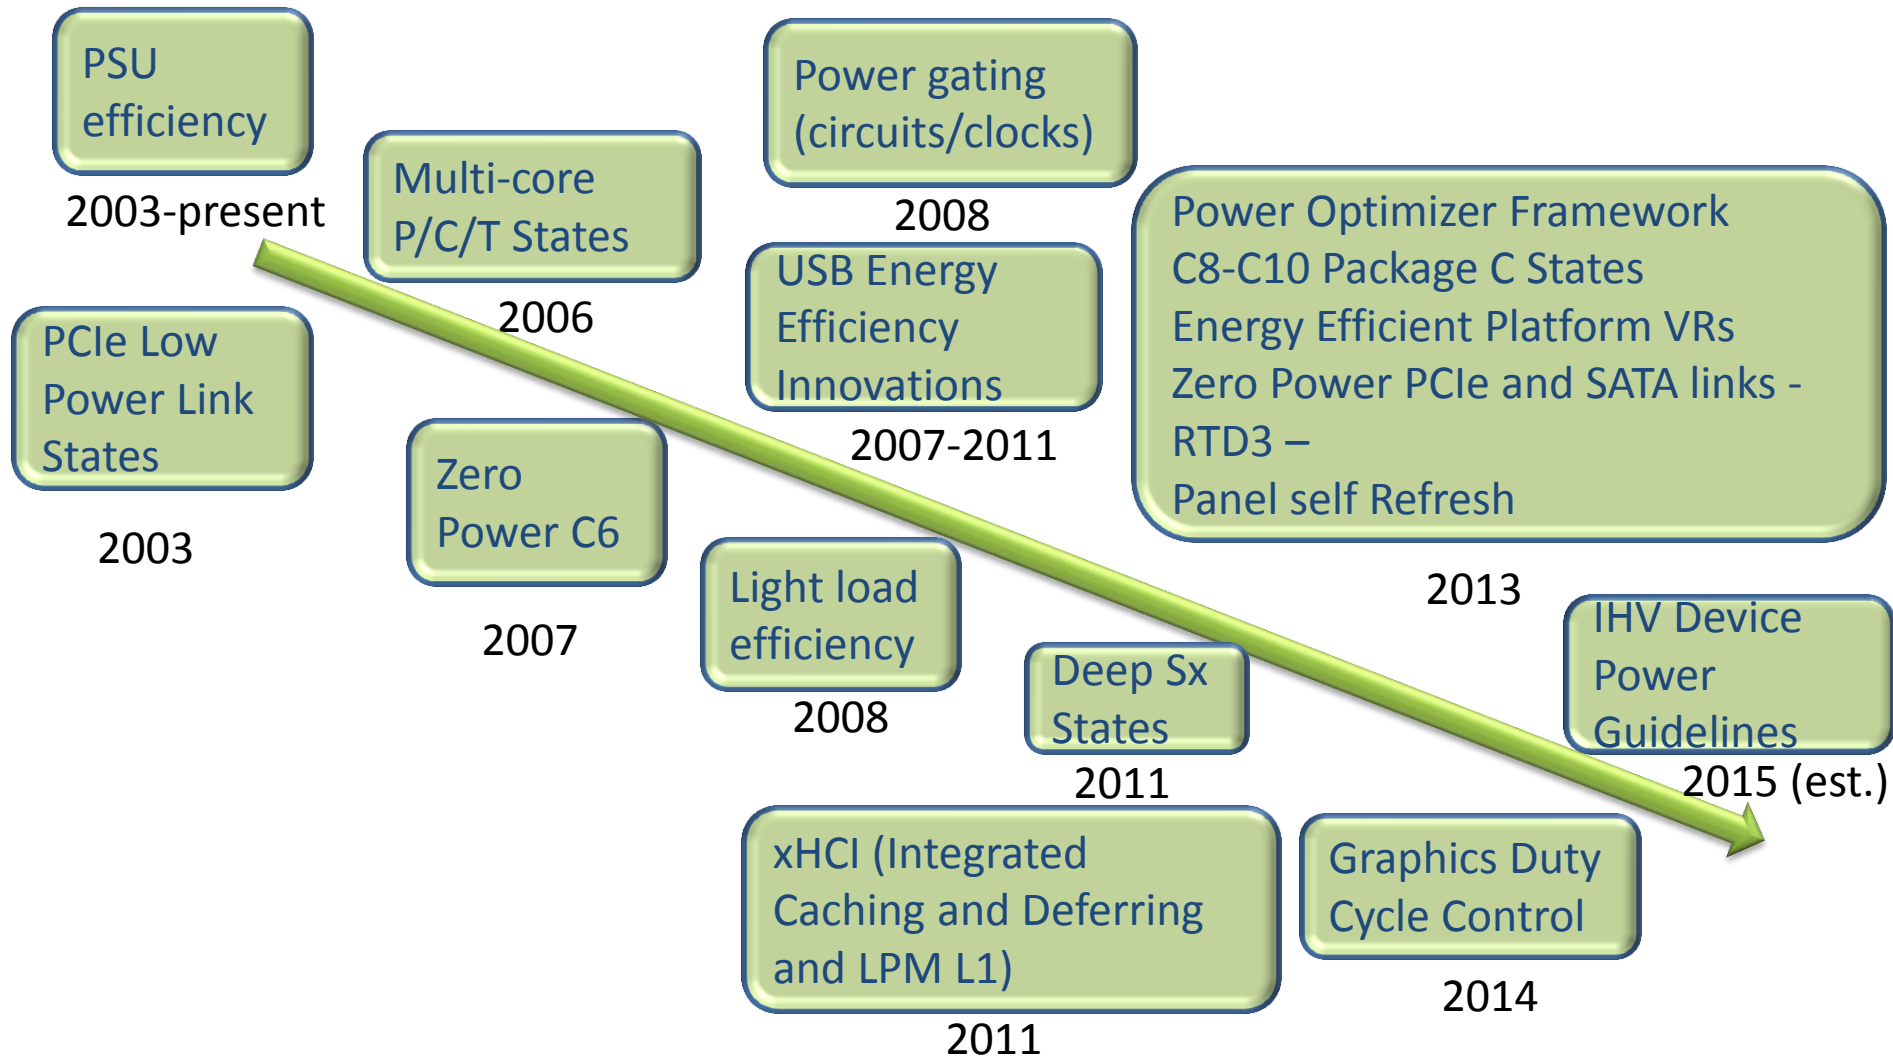 PSU
efficiency
2003-present
PCIe Low
Power Link
States
2003
Multi-core
P/C/T States
2006
Zero
Power C6
2007
Power gating
(circuits/clocks)
2008
USB Energy
Efficiency
Innovations
2007-2011
Light load
efficiency
2008
Deep Sx
States
2011
xHCI (Integrated
Caching and Deferring
and LPM L1)
2011
Power Optimizer Framework
C8-C10 Package C States
Energy Efficient Platform VRs
Zero Power PCIe and SATA links -
RTD3 –
Panel self Refresh
2013
Graphics Duty
Cycle Control
2014
IHV Device
Power
Guidelines
2015 (est.)